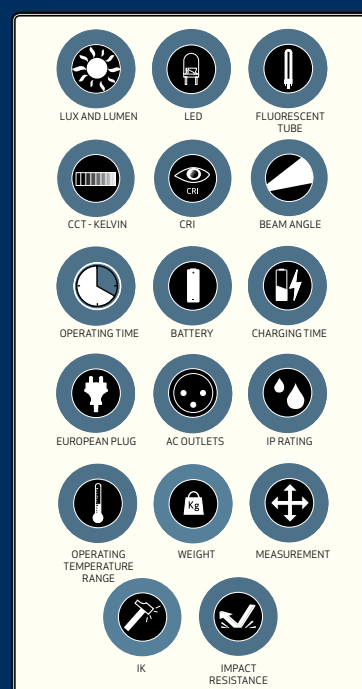 LUX AND LUMEN
LED
FLUORESCENT
TUBE
CCT - KELVIN
CRI
CRI
BEAM ANGLE
OPERATING TIME
BATTERY
CHARGING TIME
EUROPEAN PLUG
AC OUTLETS
IP RATING
Kg
OPERATING
TEMPERATURE
RANGE
WEIGHT
MEASUREMENT
IK
IMPACT
RESISTANCE